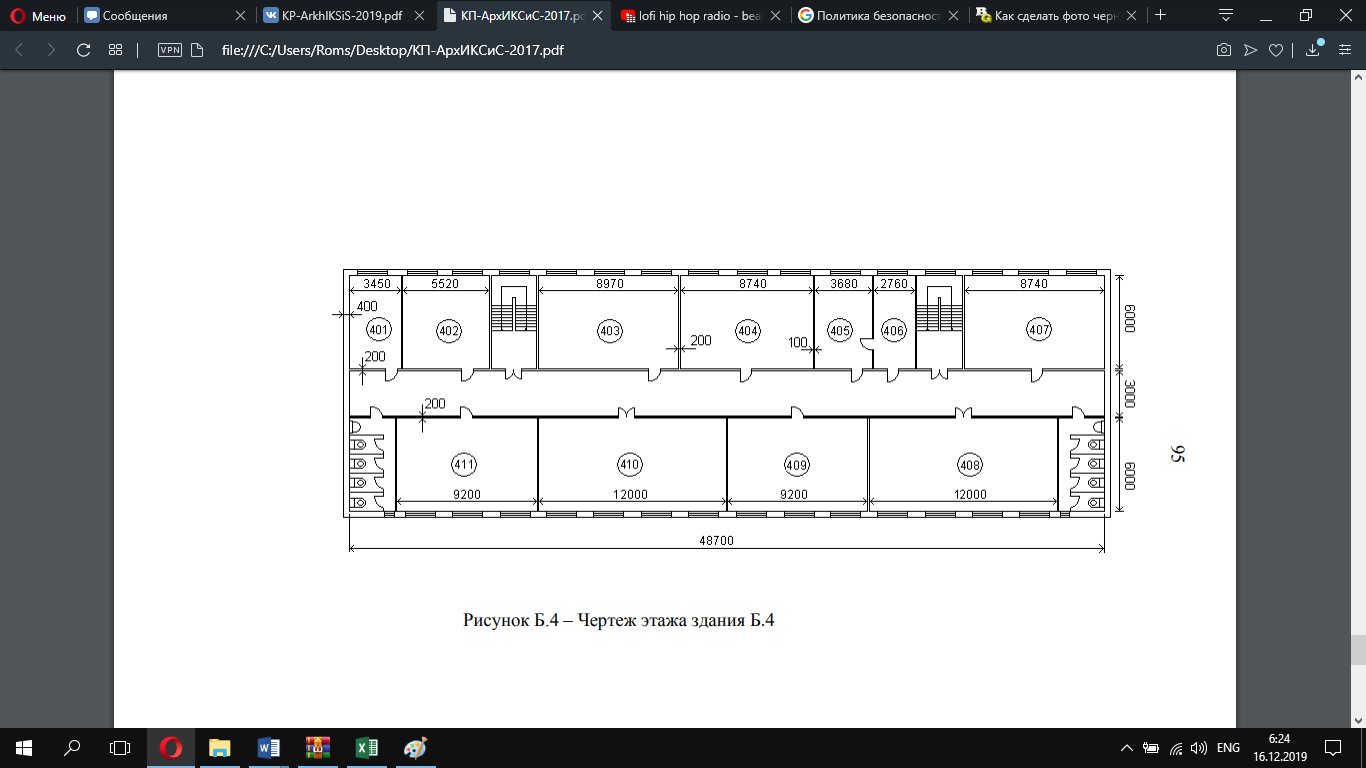 Меню
Сообщения
KP-ArkhIKSiS-2019.pdf
КП-АрхИКСиС-2017.pd
lofi hip hop radio - bea
Политика безопасност
Как сделать фото черн
VPN
file:///C:/Users/Roms/Desktop/КП-АрхИКСиС-2017.pdf
3450 5520 8970 8740 3680 2760 8740
400
6000
401 402 403 404 405 406 407
200 100
200
3000
200
95
411 410 409 408
6000
9200 12000 9200 12000
48700
Рисунок Б.4 – Чертеж этажа здания Б.4
ENG
6:24
16.12.2019